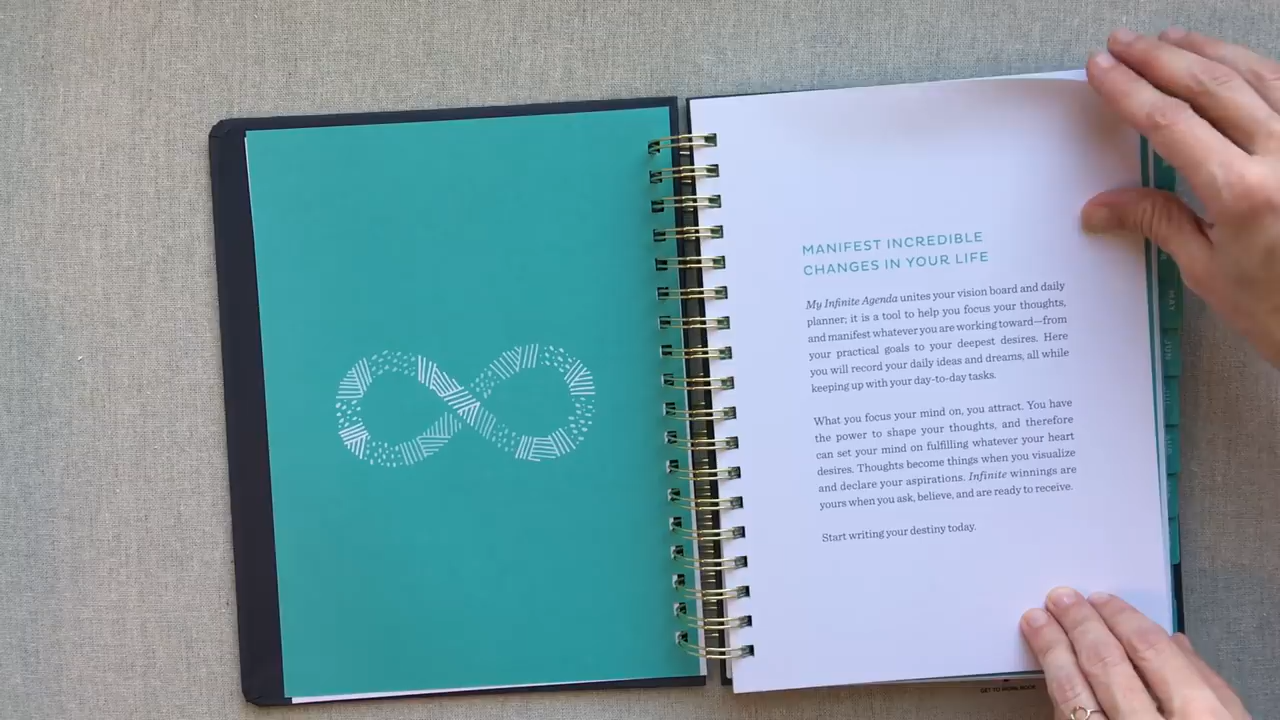 MANIFEST INCREDIBLE
CHANGES IN YOUR LIFE
My Infinite Agenda unites your vision board and daily
planner; it is a tool to help you focus your thoughts,
and manifest whatever you are working toward—from
your practical goals to your deepest desires. Here
you will record your daily ideas and dreams, all while
keeping up with your day-to-day tasks.
What you focus your mind on, you attract. You have
the power to shape your thoughts, and therefore
can set your mind on fulfilling whatever your heart
desires. Thoughts become things when you visualize
and declare your aspirations. Infinite winnings are
yours when you ask, believe, and are ready to receive.
Start writing your destiny today.
MAY
JUN